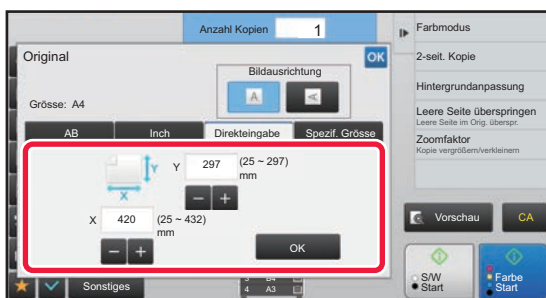 Anzahl Kopien 1
Original
OK
Bildausrichtung
A
A
Grösse: A4
AB
Inch
Direkteingabe
Spezif. Grösse
Y
Y 297 (25 ~ 297)
mm
X
X 420 (25 ~ 432)
mm
OK
Sonstiges
4 A3
Farbmodus
2-seit. Kopie
Hintergrundanpassung
Leere Seite überspringen
Leere Seite im Orig. überspr.
Zoomfaktor
Kopie vergrößern/verkleinern
Vorschau
CA
S/W
Start
Farbe
Start